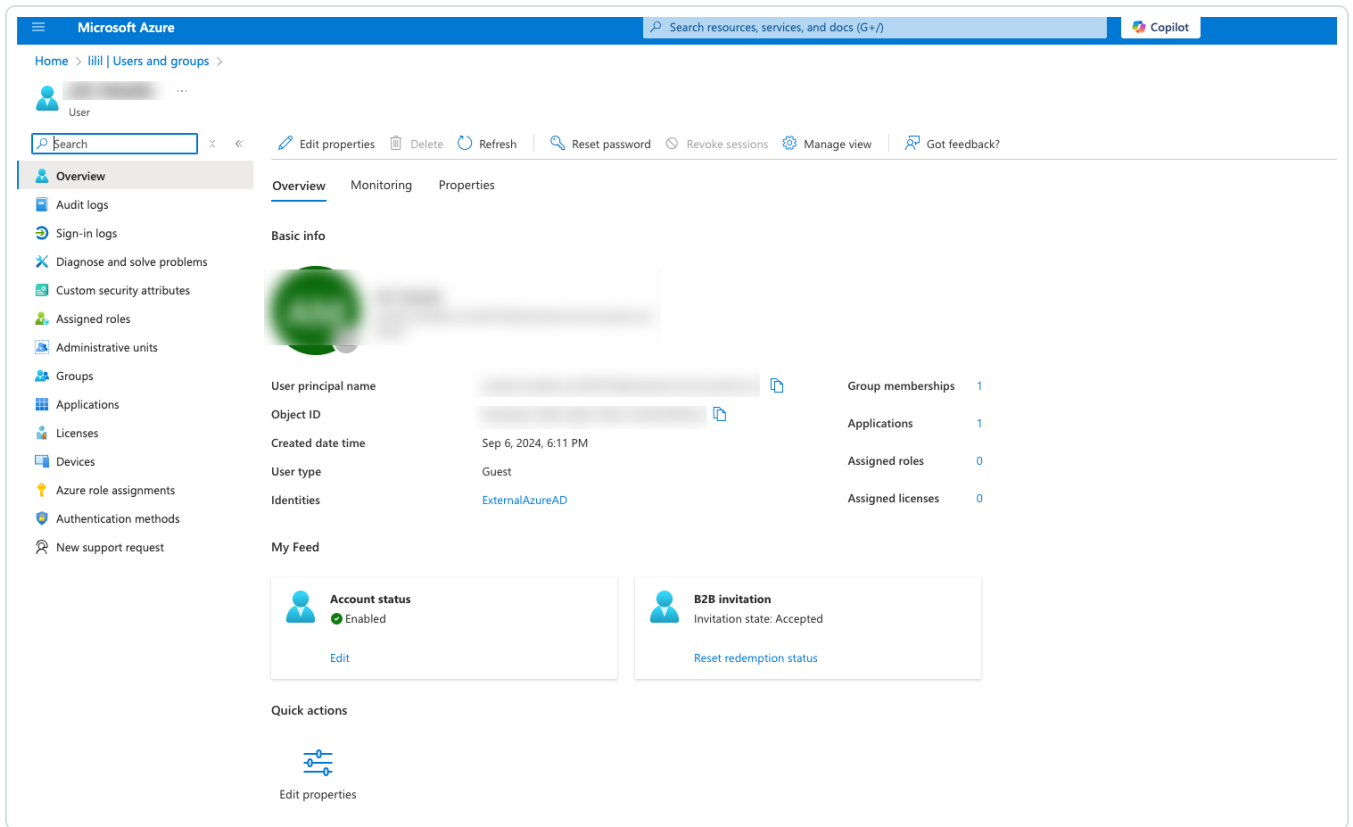 Microsoft Azure
Search resources, services, and docs (G+/)
Copilot
Home > lilil | Users and groups >
...
User
Search
Edit properties
Delete
Refresh
Reset password
Revoke sessions
Manage view
Got feedback?
Overview
Audit logs
Sign-in logs
Diagnose and solve problems
Custom security attributes
Assigned roles
Administrative units
Groups
Applications
Licenses
Devices
Azure role assignments
Authentication methods
New support request
Overview
Monitoring
Properties
Basic info
User principal name
Object ID
Created date time Sep 6, 2024, 6:11 PM
User type Guest
Identities ExternalAzureAD
Group memberships 1
Applications 1
Assigned roles 0
Assigned licenses 0
My Feed
Account status
Enabled
Edit
B2B invitation
Invitation state: Accepted
Reset redemption status
Quick actions
Edit properties